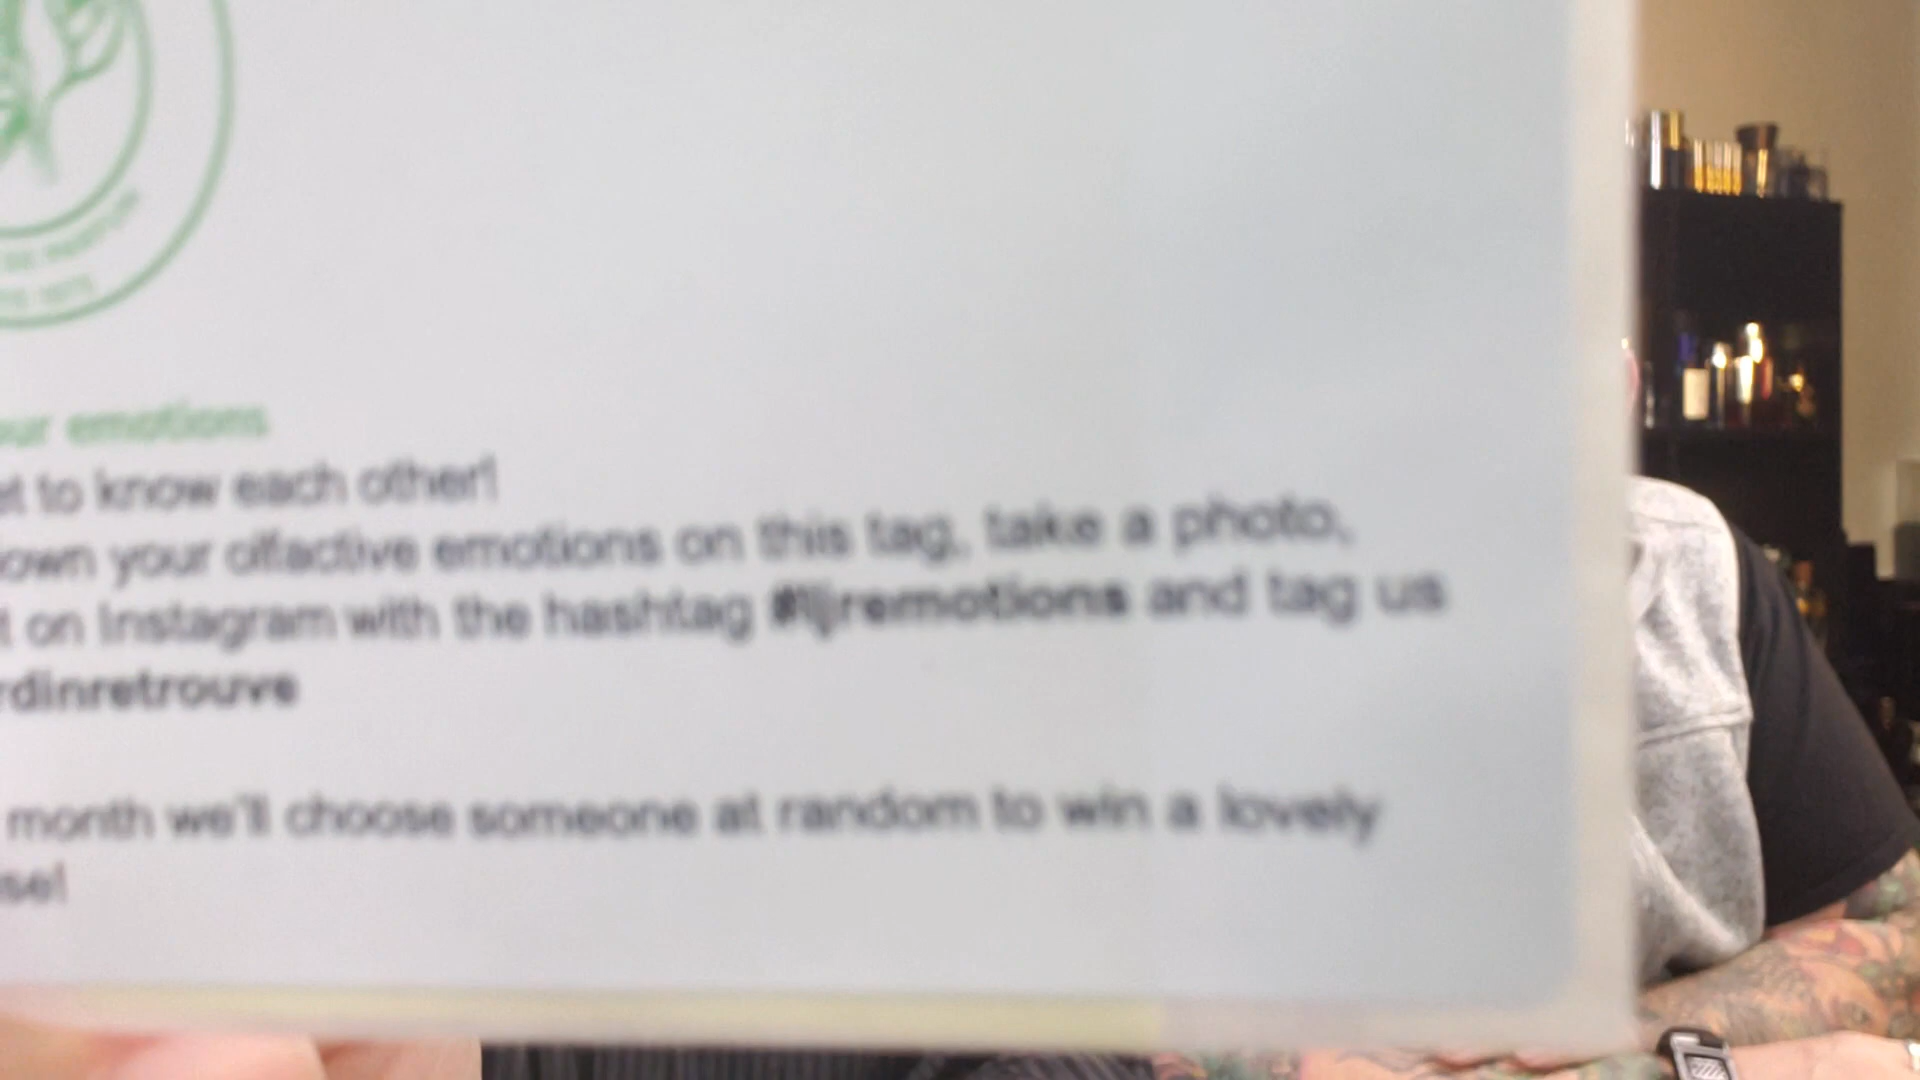 ur emotions
et to know each other!
own your olfactive emotions on this tag, take a photo,
t on Instagram with the hashtag #ljremotions and tag us
rdinretrouve
month we'll choose someone at random to win a lovely
se!